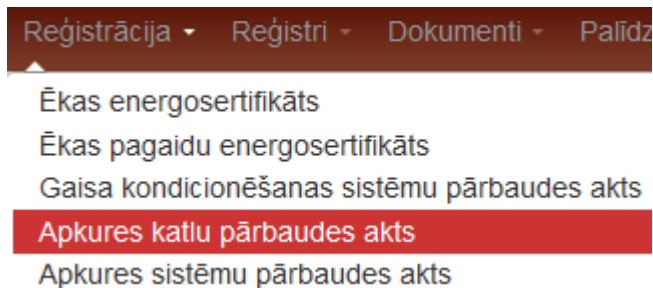 Reģistrācija Reģistri Dokumenti Palīdz
Ēkas energosertifikāts
Ēkas pagaidu energosertifikāts
Gaisa kondicionēšanas sistēmu pārbaudes akts
Apkures katlu pārbaudes akts
Apkures sistēmu pārbaudes akts